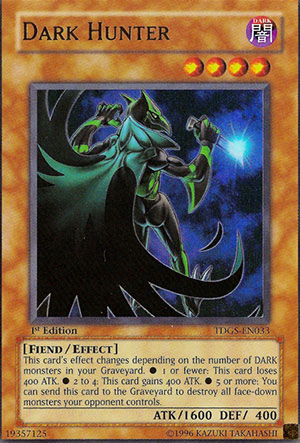 DARK HUNTER
DARK
闇
1st Edition
TDGS-EN033
[FIEND / EFFECT]
This card's effect changes depending on the number of DARK
monsters in your Graveyard. ● 1 or fewer: This card loses
400 ATK. ● 2 to 4: This card gains 400 ATK. ● 5 or more: You
can send this card to the Graveyard to destroy all face-down
monsters your opponent controls.
ATK/1600 DEF/ 400
19357125
©1996 KAZUKI TAKAHASHI